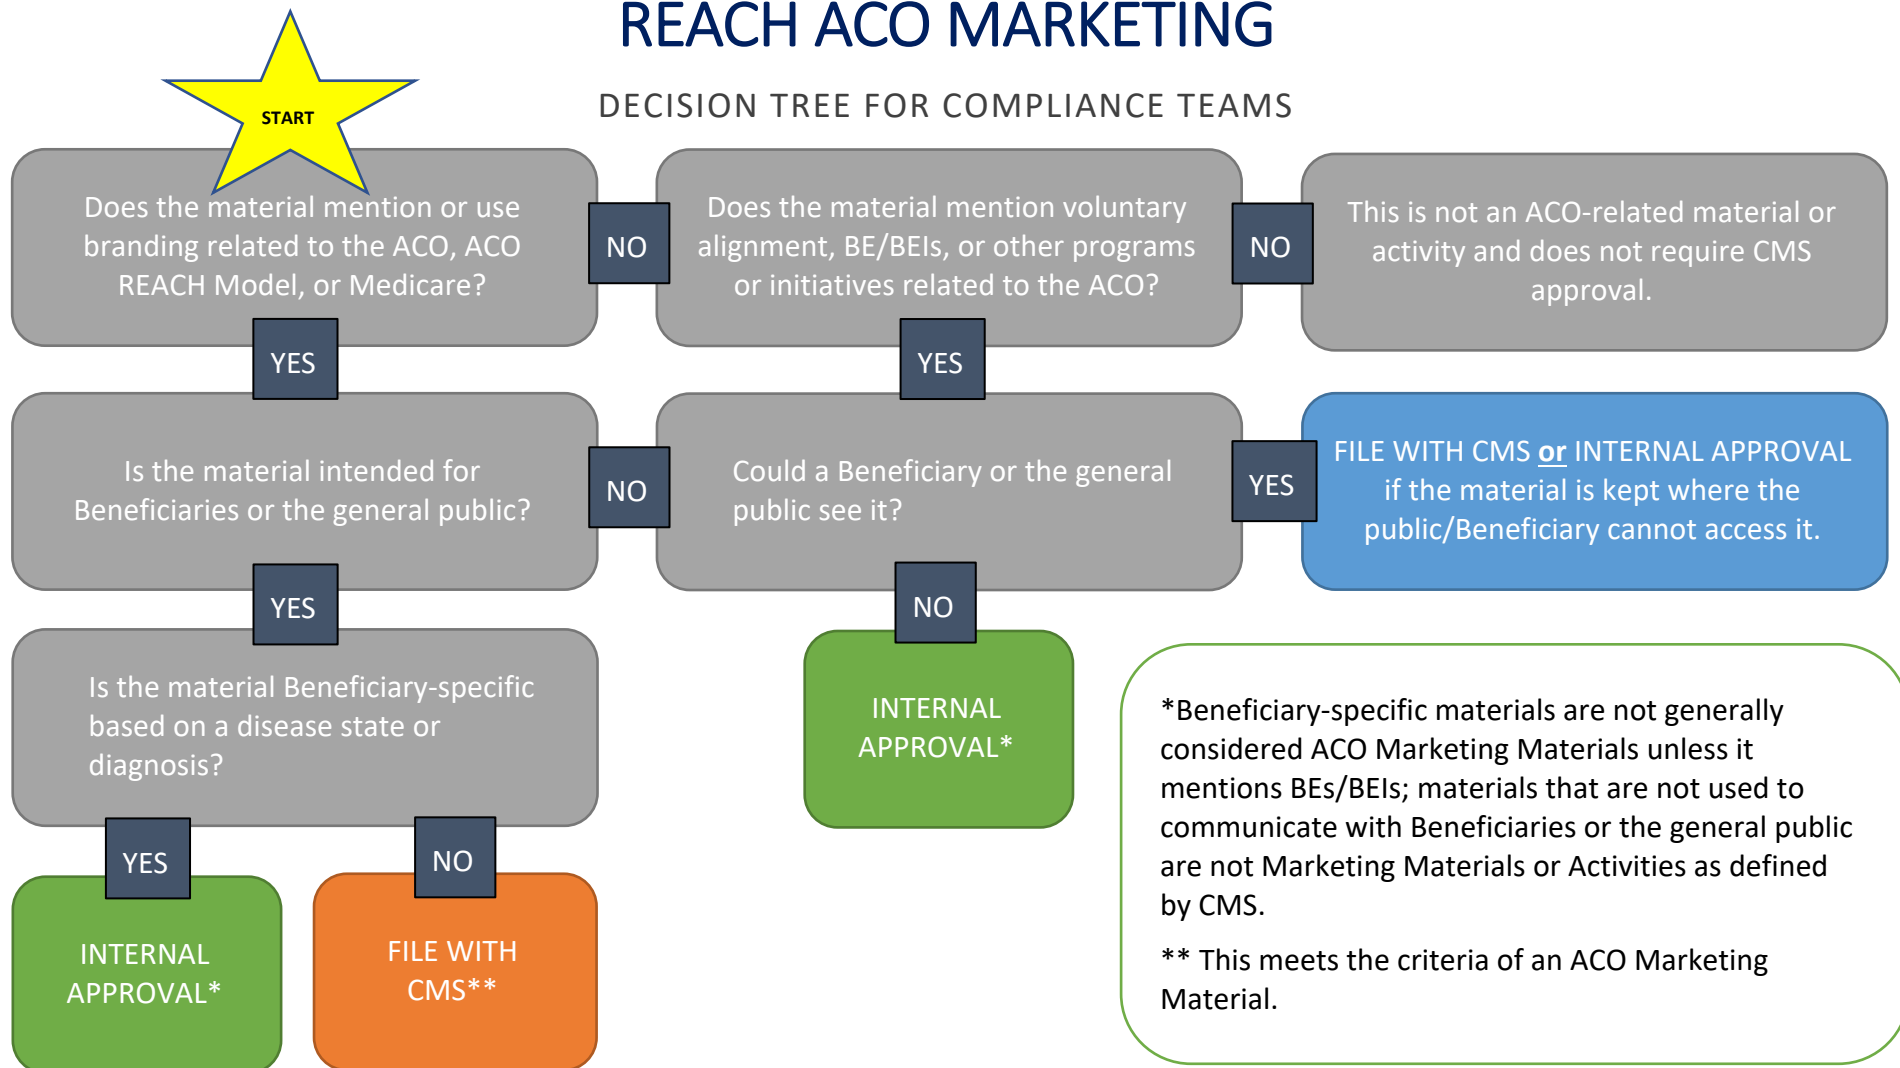 REACH ACO MARKETING
DECISION TREE FOR COMPLIANCE TEAMS
START
Does the material mention or use
branding related to the ACO, ACO
REACH Model, or Medicare?
NO
Does the material mention voluntary
alignment, BE/BEIs, or other programs
or initiatives related to the ACO?
NO
This is not an ACO-related material or
activity and does not require CMS
approval.
YES
YES
Is the material intended for
Beneficiaries or the general public?
NO
Could a Beneficiary or the general
public see it?
YES
FILE WITH CMS or INTERNAL APPROVAL
if the material is kept where the
public/Beneficiary cannot access it.
YES
NO
Is the material Beneficiary-specific
based on a disease state or
diagnosis?
INTERNAL
APPROVAL*
YES
NO
INTERNAL
APPROVAL*
FILE WITH
CMS**
*Beneficiary-specific materials are not generally
considered ACO Marketing Materials unless it
mentions BEs/BEIs; materials that are not used to
communicate with Beneficiaries or the general public
are not Marketing Materials or Activities as defined
by CMS.
** This meets the criteria of an ACO Marketing
Material.